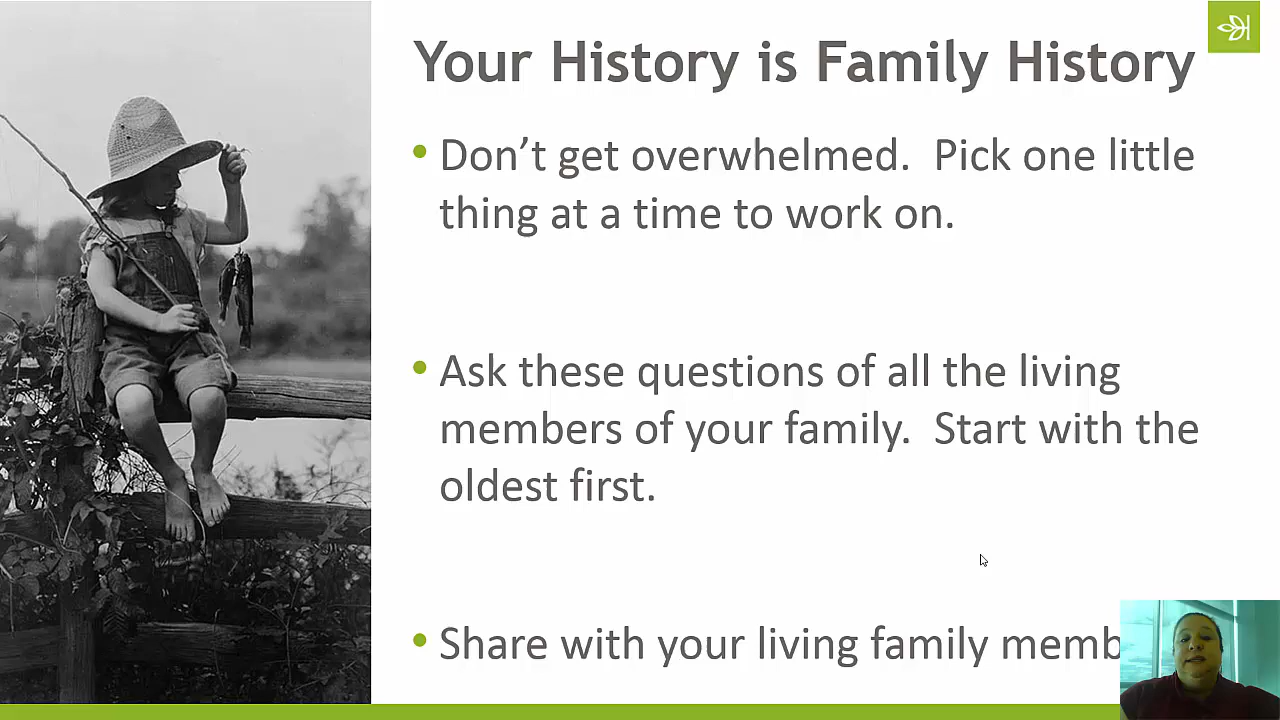 Your History is Family History
• Don’t get overwhelmed.  Pick one little
thing at a time to work on.
• Ask these questions of all the living
members of your family.  Start with the
oldest first.
• Share with your living family